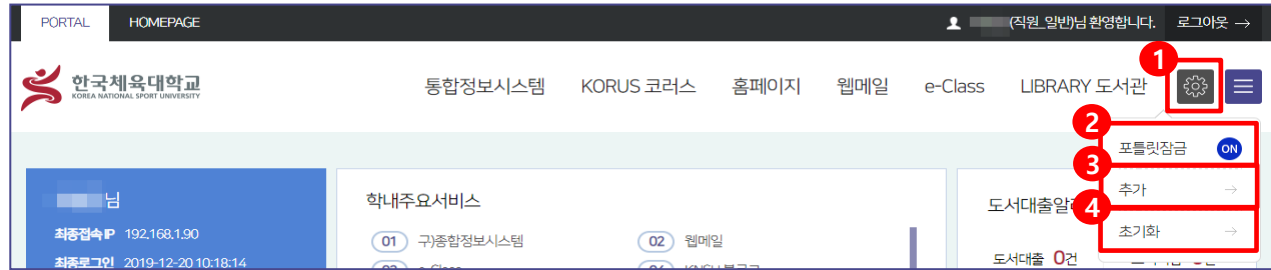 PORTAL HOMEPAGE (직원_일반)님 환영합니다. 로그아웃 →
1
한국체육대학교
KOREA NATIONAL SPORT UNIVERSITY
통합정보시스템 KORUS 코러스 홈페이지 웹메일 e-Class LIBRARY 도서관
2
포틀릿잠금 ON
3
추가 →
4
초기화 →
님
최종접속 IP 192.168.1.90
최종로그인 2019-12-20 10:18:14
학내주요서비스
01 구)종합정보시스템 02 웹메일
도서대출알
도서대출 0건